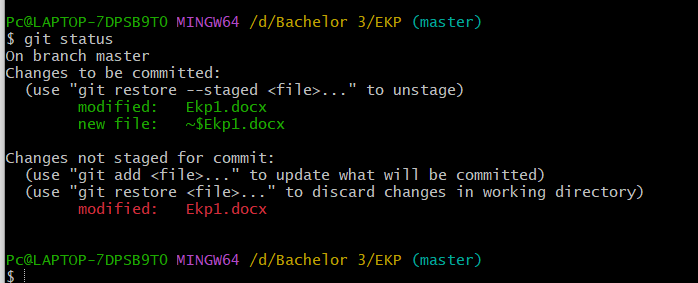 Pc@LAPTOP-7DPSB9TO MINGW64 /d/Bachelor 3/EKP (master)
$ git status
On branch master
Changes to be committed:
  (use "git restore --staged <file>..." to unstage)
        modified:   Ekp1.docx
        new file:   ~$Ekp1.docx

Changes not staged for commit:
  (use "git add <file>..." to update what will be committed)
  (use "git restore <file>..." to discard changes in working directory)
        modified:   Ekp1.docx

Pc@LAPTOP-7DPSB9TO MINGW64 /d/Bachelor 3/EKP (master)
$